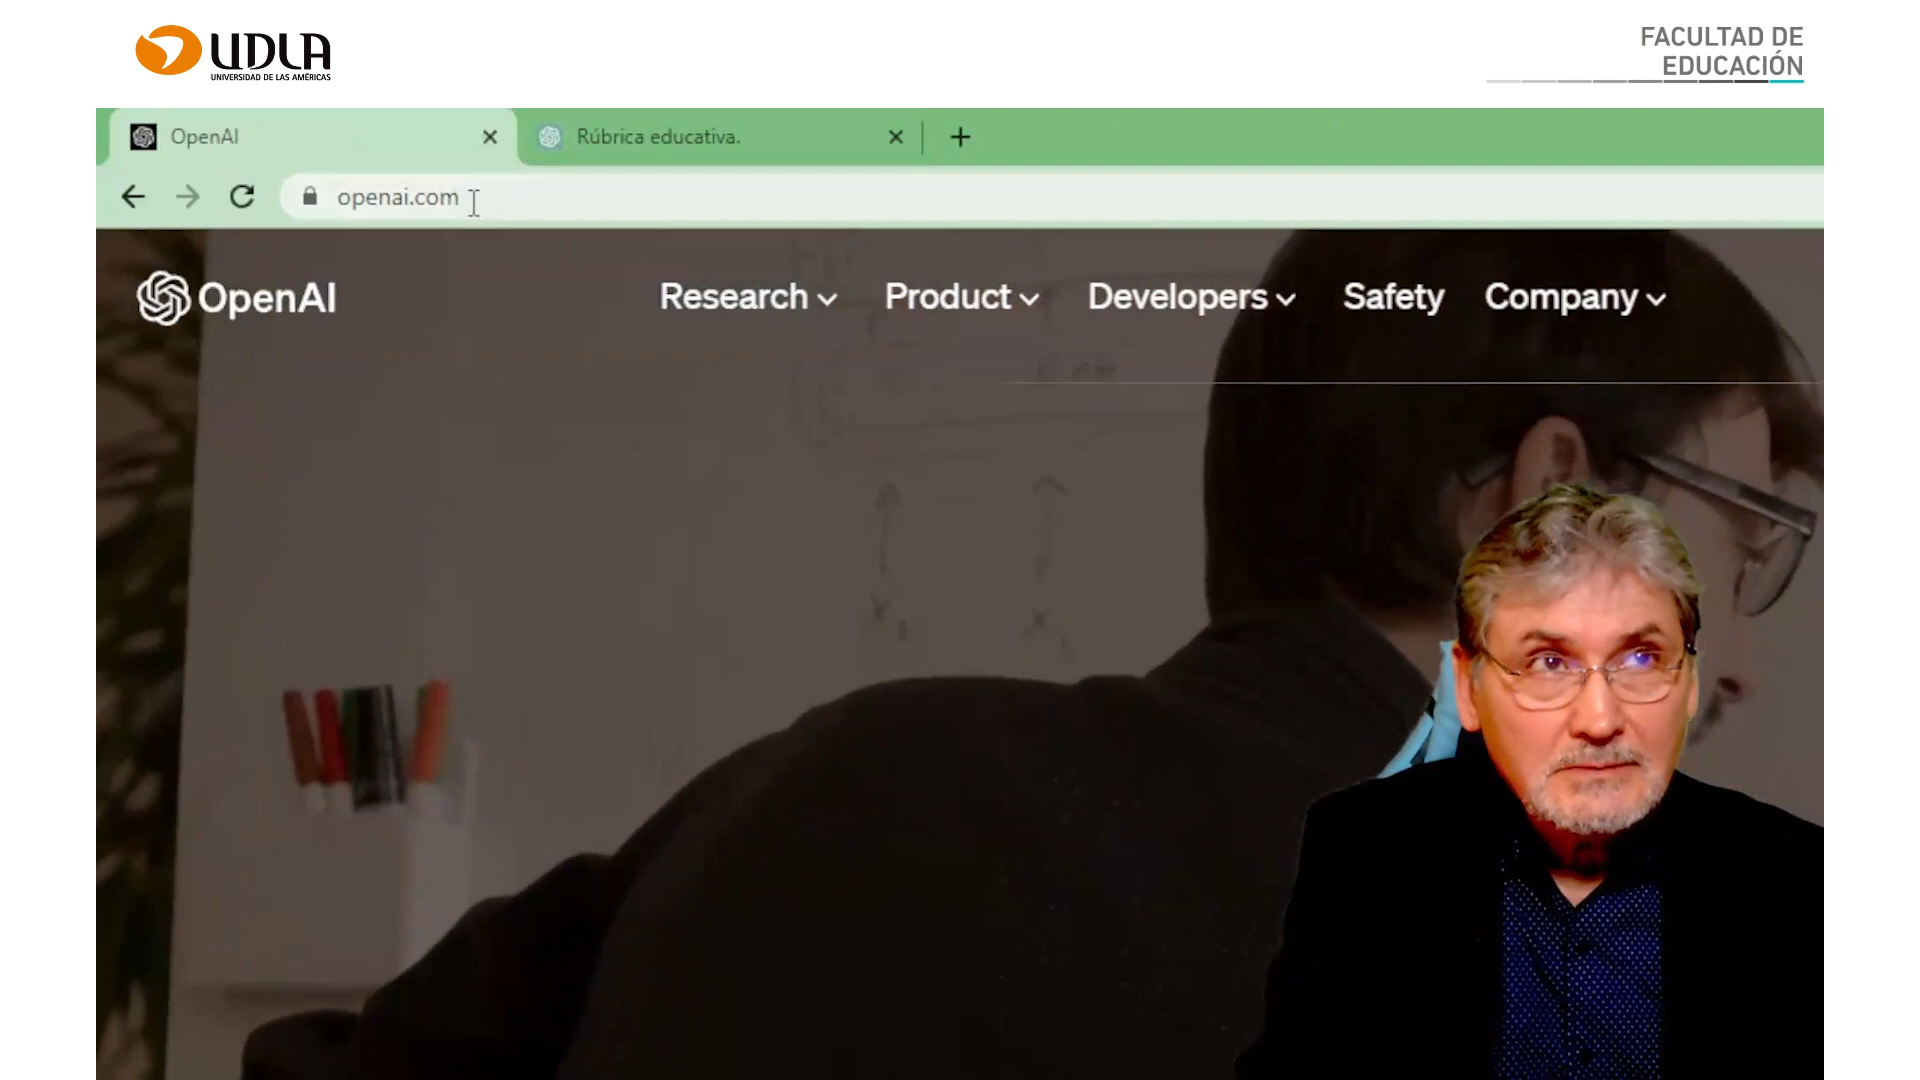 UDLA
UNIVERSIDAD DE LAS AMÉRICAS
FACULTAD DE
EDUCACIÓN
OpenAI
Rúbrica educativa.
openai.com
OpenAI
Research
Product
Developers
Safety
Company